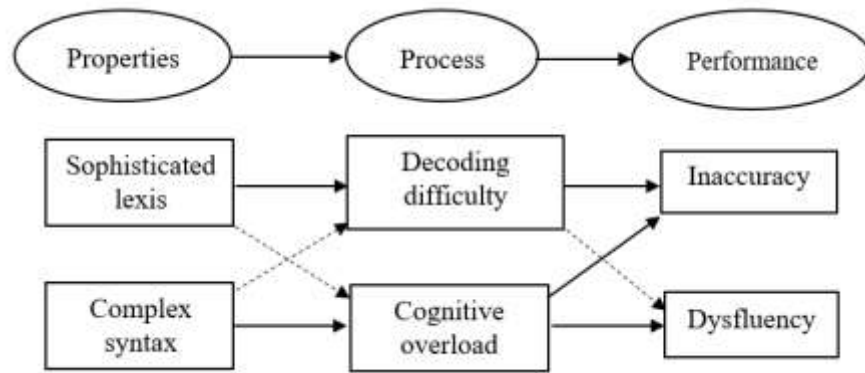 Properties
Process
Performance
Sophisticated
lexis
Decoding
difficulty
Inaccuracy
Complex
syntax
Cognitive
overload
Dysfluency